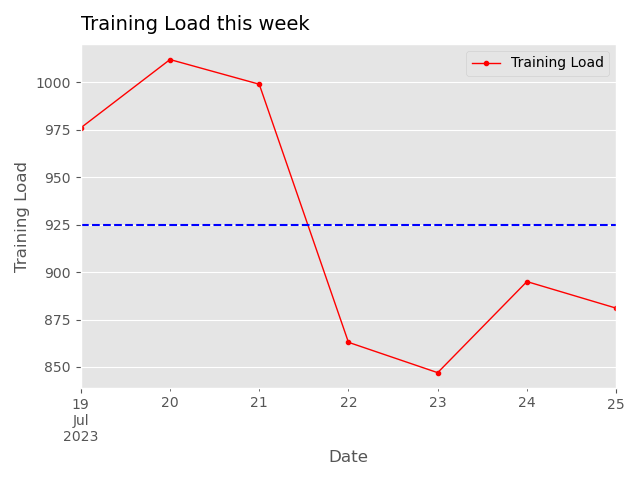 Training Load this week
Training Load
1000
975
950
925
900
875
850
Training Load
19 20 21 22 23 24 25
Jul
2023
Date